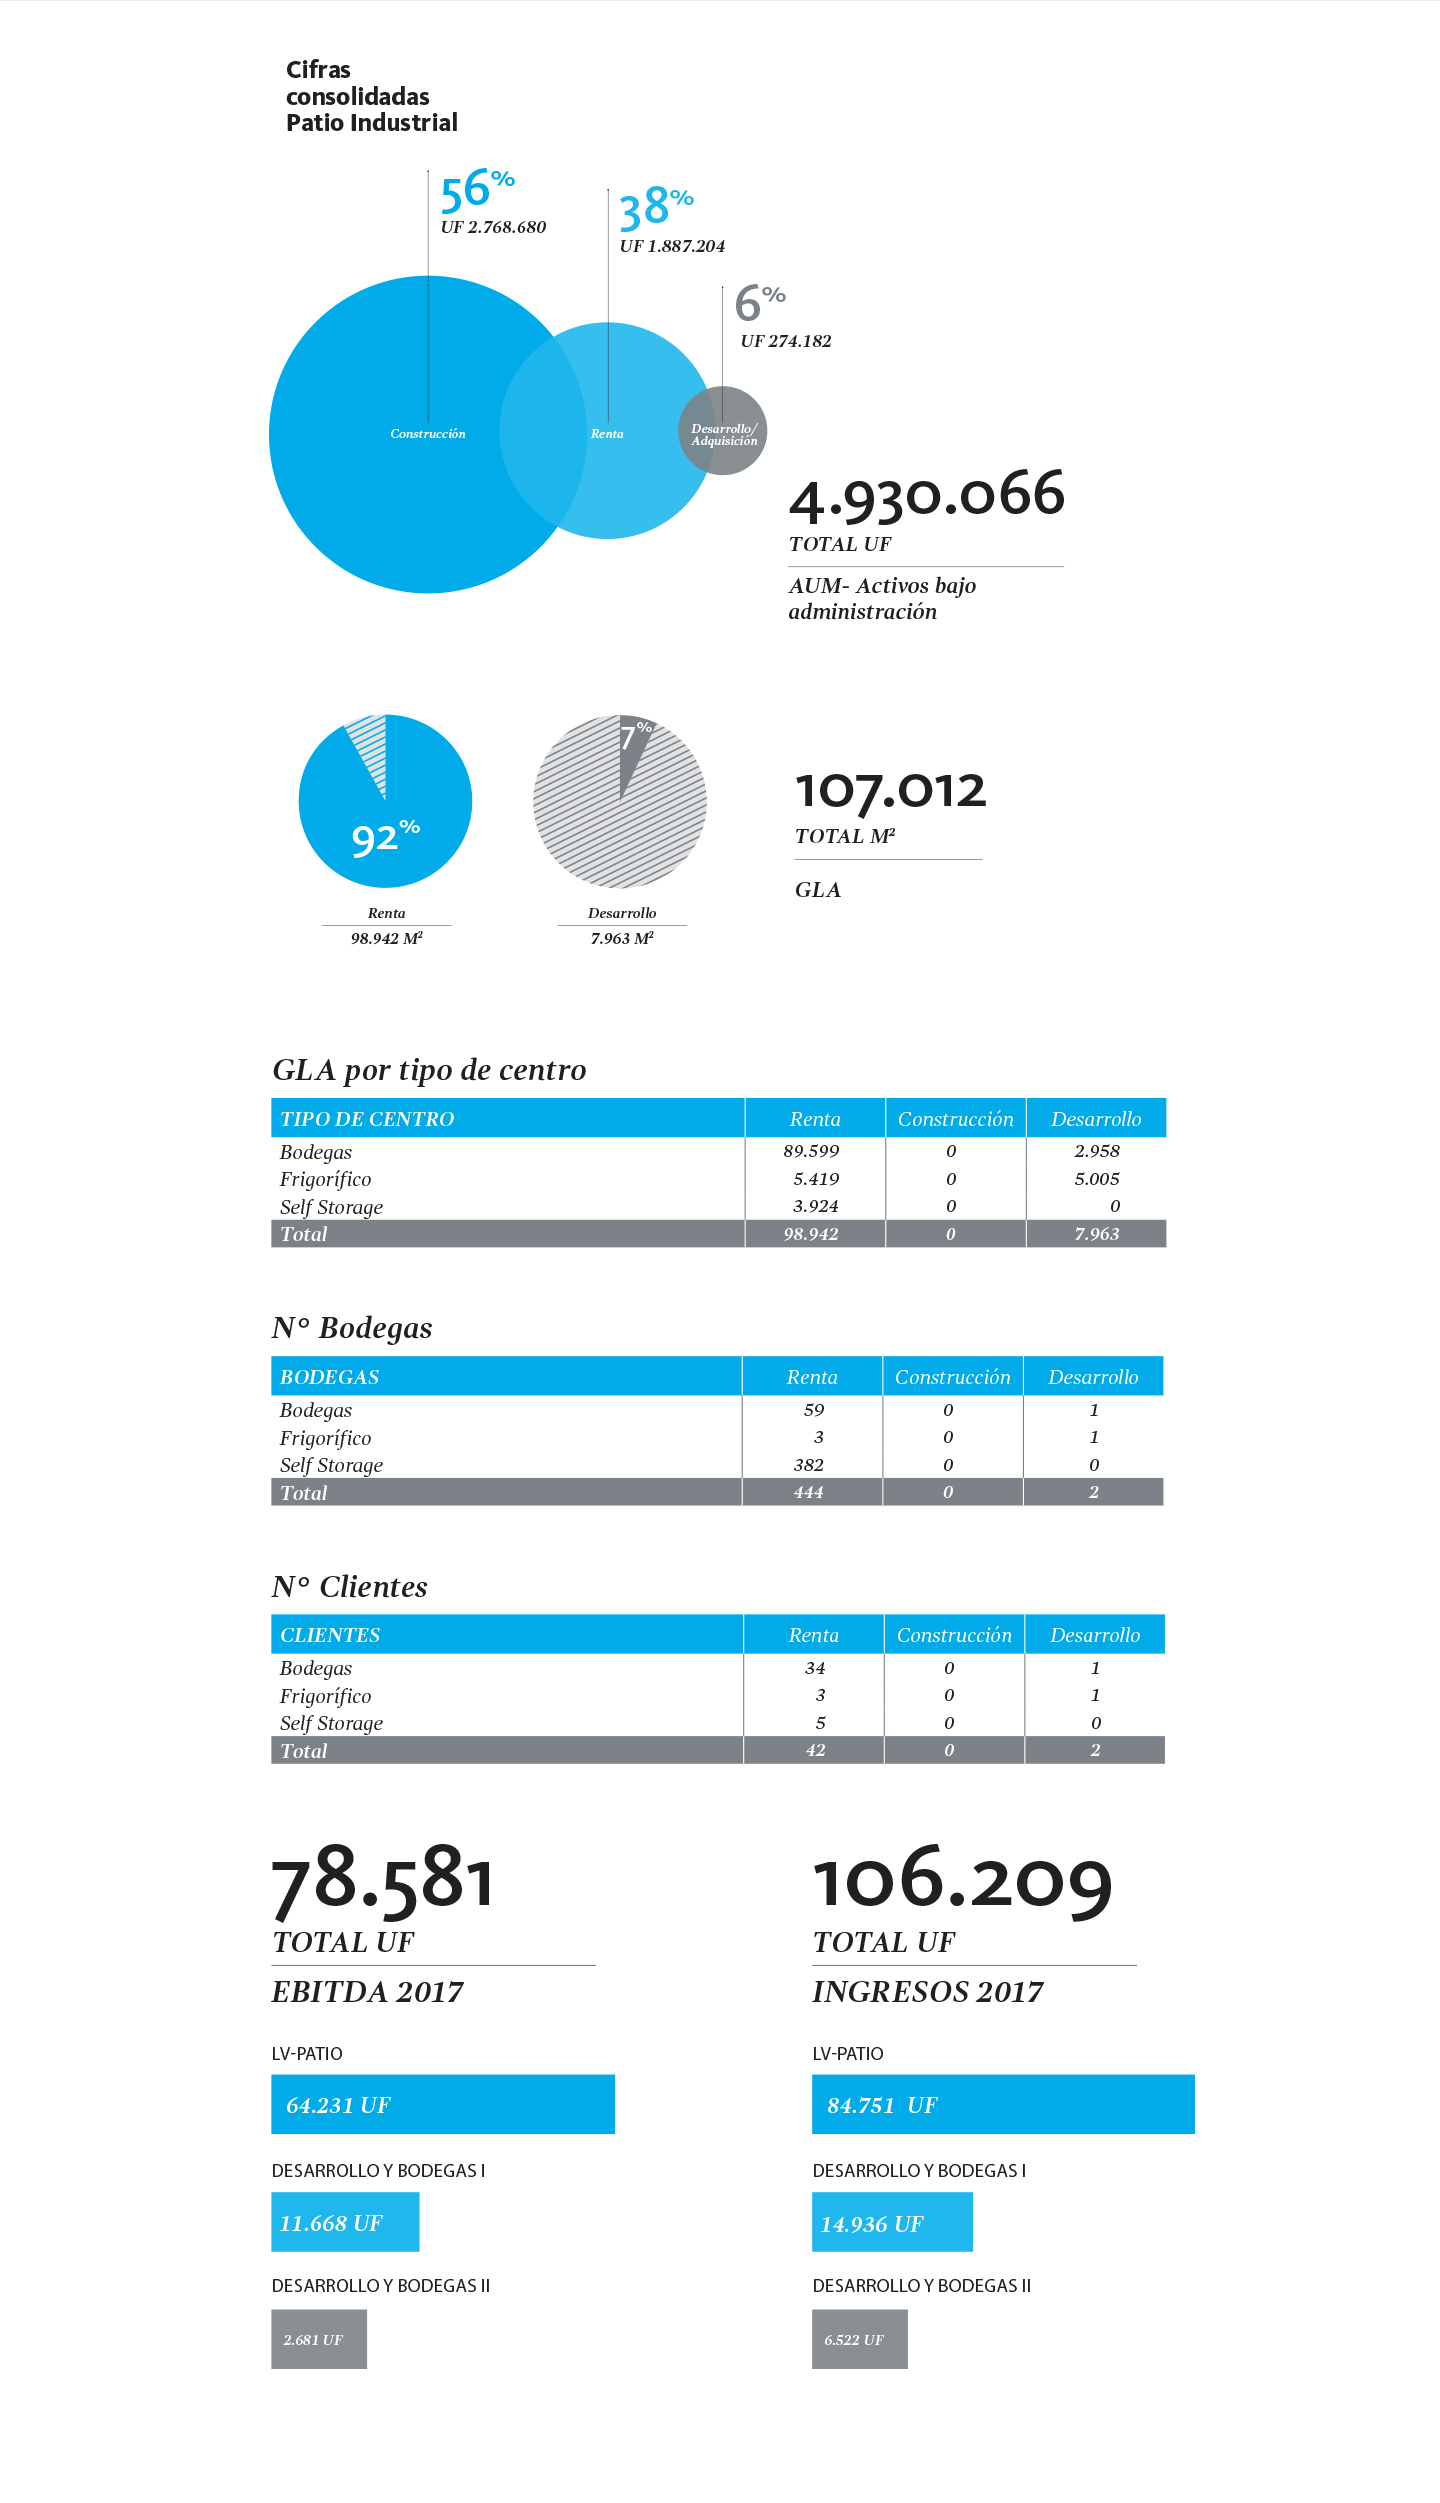 Cifras
consolidadas
Patio Industrial
56%
UF 2.768.680
38%
UF 1.887.204
6%
UF 274.182
Construcción
Renta
Desarrollo/
Adquisición
4.930.066
TOTAL UF
AUM- Activos bajo
administración
92%
Renta
98.942 M²
7%
Desarrollo
7.963 M²
107.012
TOTAL M²
GLA
GLA por tipo de centro
TIPO DE CENTRO Renta Construcción Desarrollo
Bodegas 89.599 0 2.958
Frigorífico 5.419 0 5.005
Self Storage 3.924 0 0
Total 98.942 0 7.963
N° Bodegas
BODEGAS Renta Construcción Desarrollo
Bodegas 59 0 1
Frigorífico 3 0 1
Self Storage 382 0 0
Total 444 0 2
N° Clientes
CLIENTES Renta Construcción Desarrollo
Bodegas 34 0 1
Frigorífico 3 0 1
Self Storage 5 0 0
Total 42 0 2
78.581
TOTAL UF
EBITDA 2017
LV-PATIO
64.231 UF
DESARROLLO Y BODEGAS I
11.668 UF
DESARROLLO Y BODEGAS II
2.681 UF
106.209
TOTAL UF
INGRESOS 2017
LV-PATIO
84.751 UF
DESARROLLO Y BODEGAS I
14.936 UF
DESARROLLO Y BODEGAS II
6.522 UF